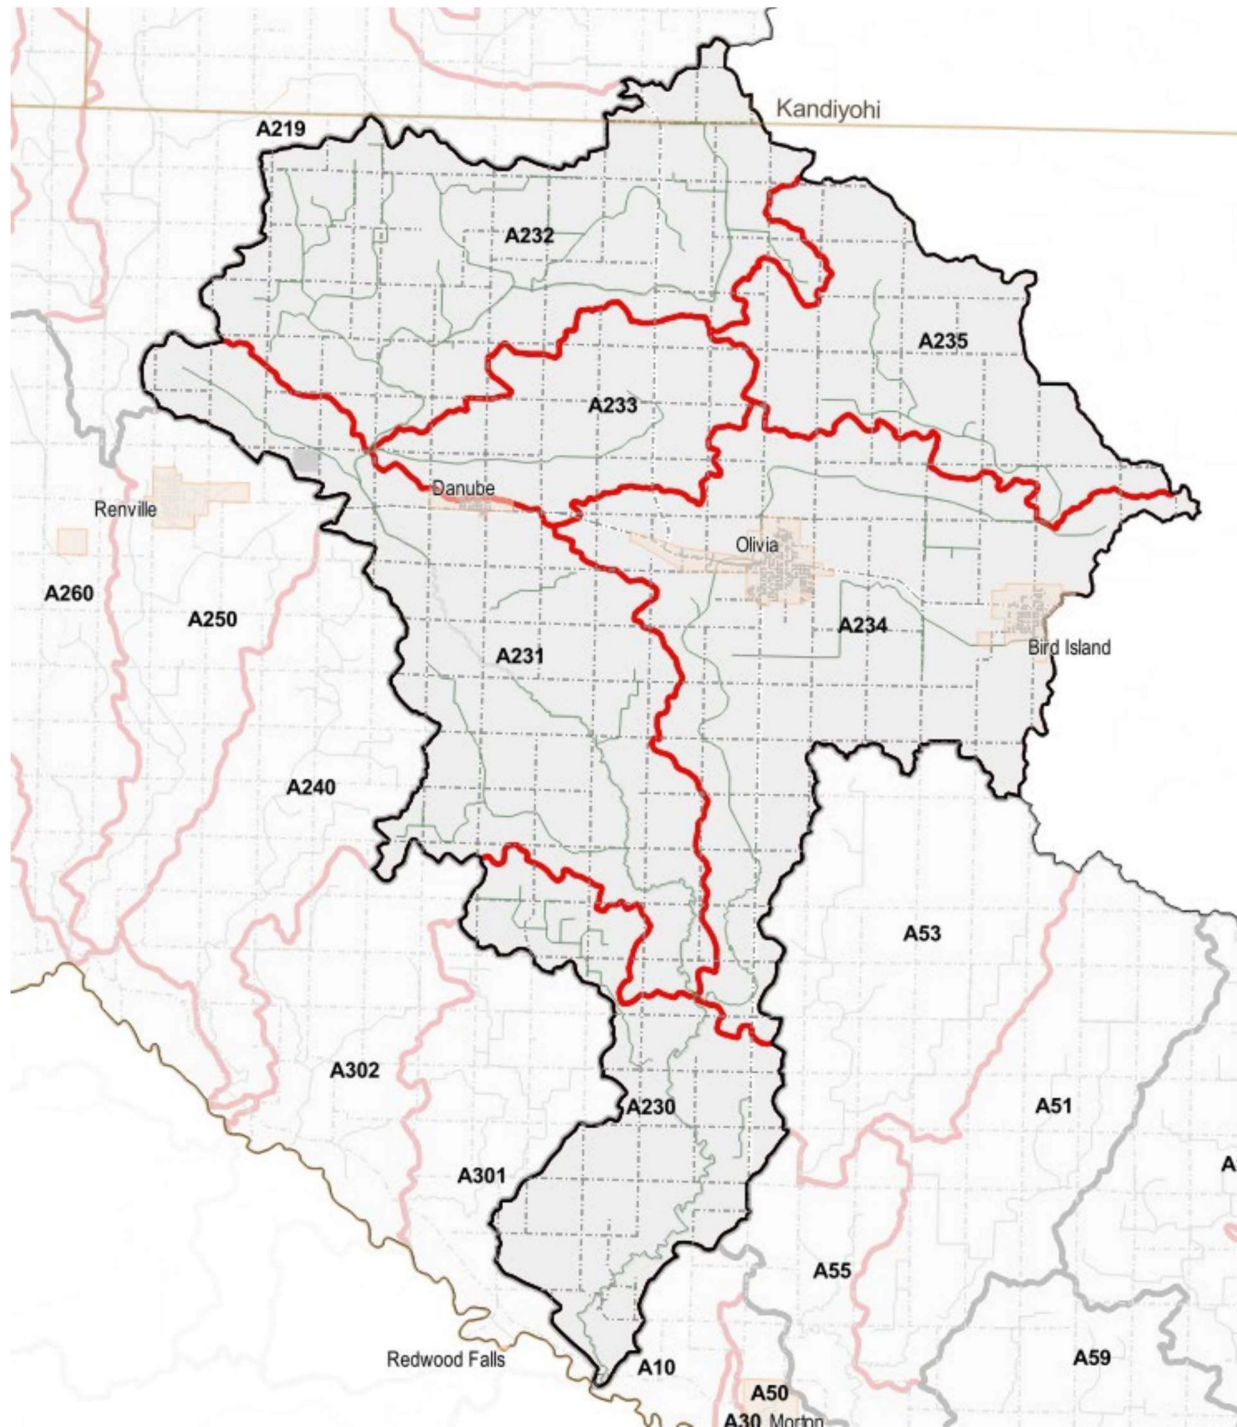 Kandiyohi
A219
A232
A235
A233
Danube
Renville
Olivia
A260
A250
A234
A231
Bird Island
A240
A53
A302
A230
A51
A301
A55
Redwood Falls
A10
A59
A50
A30 Morton